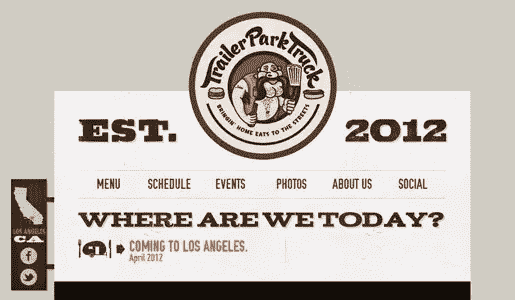 Trailer Park Truck
BRINGIN' HOME EATS TO THE STREETS
EST. 2012
MENU SCHEDULE EVENTS PHOTOS ABOUT US SOCIAL
WHERE ARE WE TODAY?
COMING TO LOS ANGELES.
April 2012
LOS ANGELES
CA
f